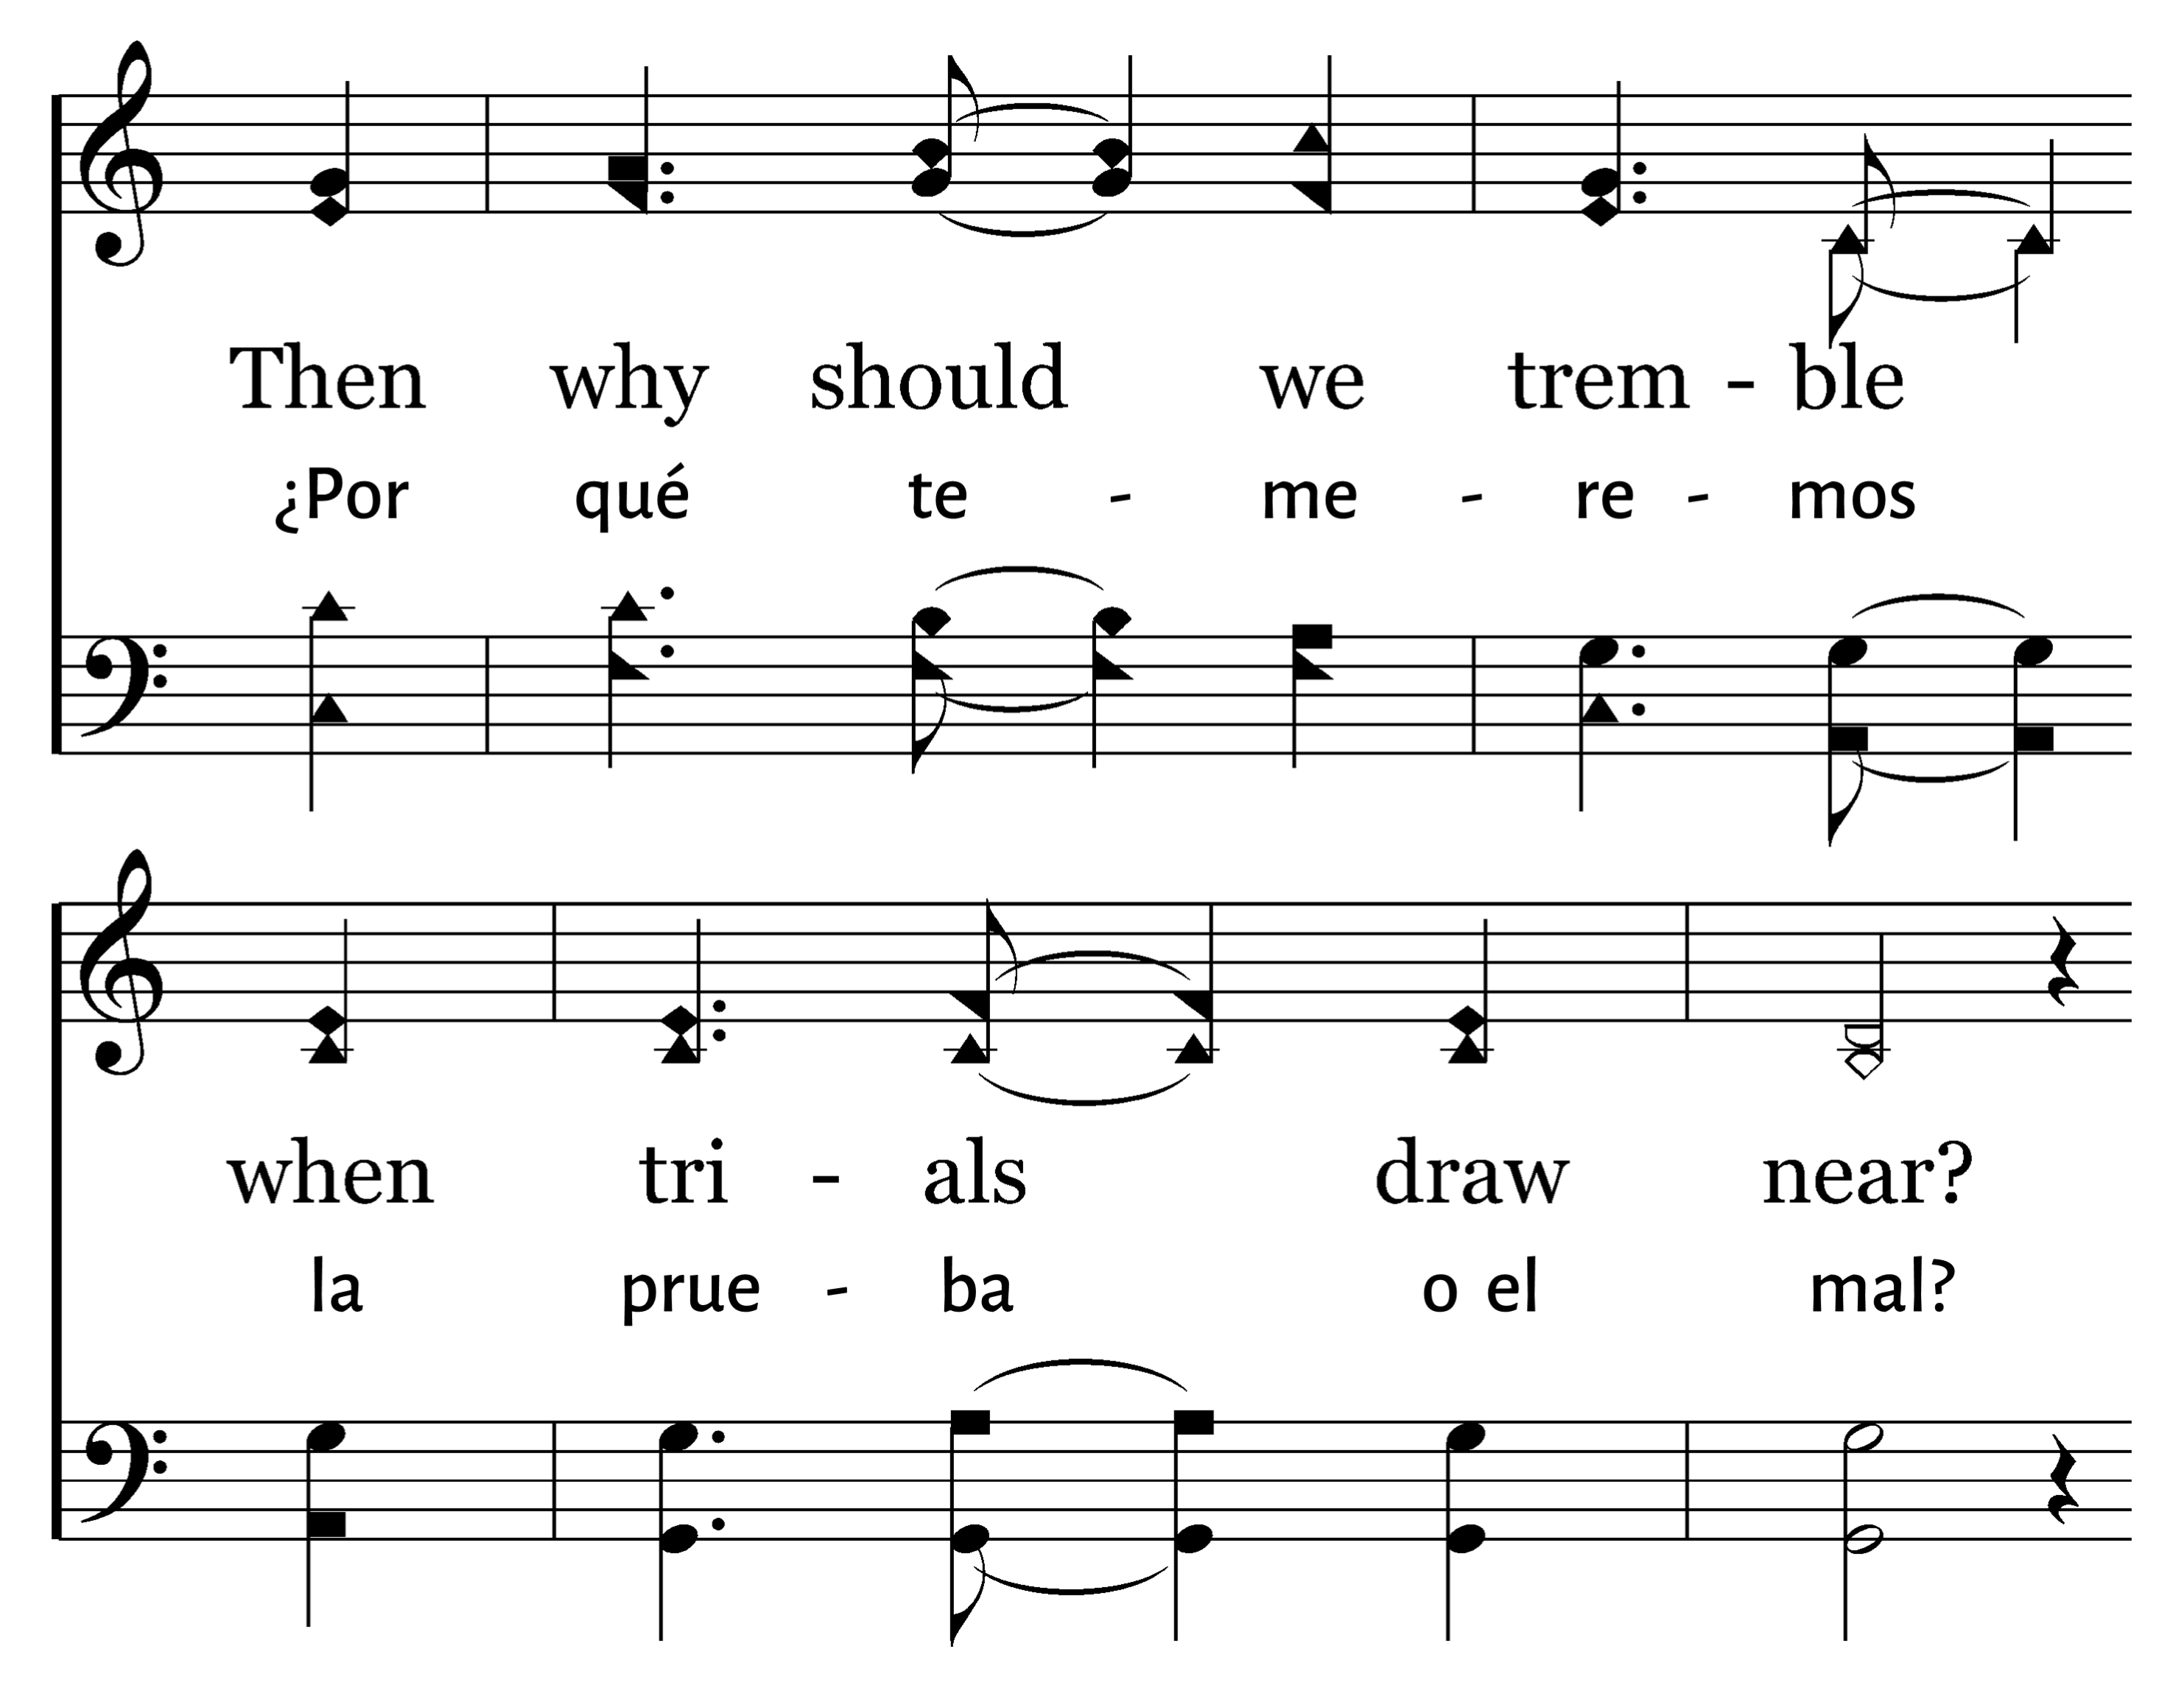 Then why should we trem - ble
¿Por qué te - me - re - mos
when tri - als draw near?
la prue - ba o el mal?